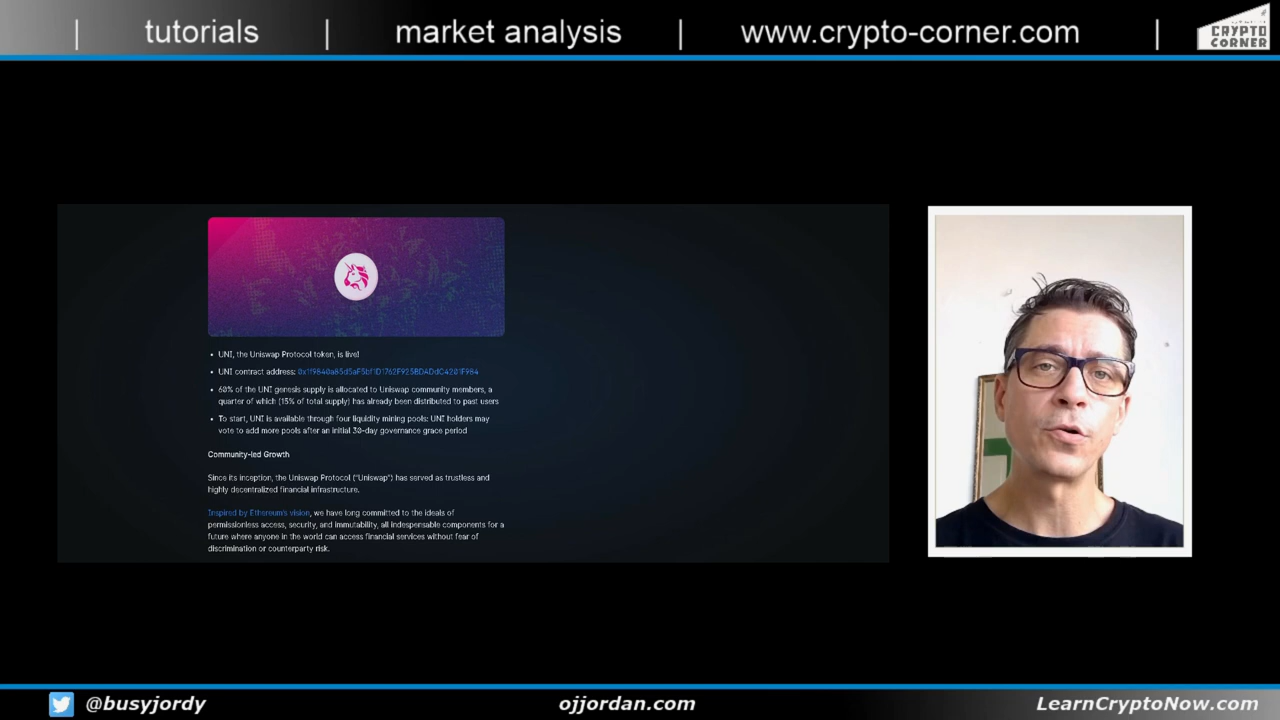 | tutorials | market analysis | www.crypto-corner.com |
CRYPTO
CORNER
• UNI, the Uniswap Protocol token, is live!
• UNI contract address: 0x1f9840a85d5aF5bf1D1762F925BDADdC4201F984
• 60% of the UNI genesis supply is allocated to Uniswap community members, a
quarter of which (15% of total supply) has already been distributed to past users
• To start, UNI is available through four liquidity mining pools; UNI holders may
vote to add more pools after an initial 30-day governance grace period
Community-led Growth
Since its inception, the Uniswap Protocol ("Uniswap") has served as trustless and
highly decentralized financial infrastructure.
Inspired by Ethereum's vision, we have long committed to the ideals of
permissionless access, security, and immutability, all indespensable components for a
future where anyone in the world can access financial services without fear of
discrimination or counterparty risk.
@busyjordy
ojjordan.com
LearnCryptoNow.com